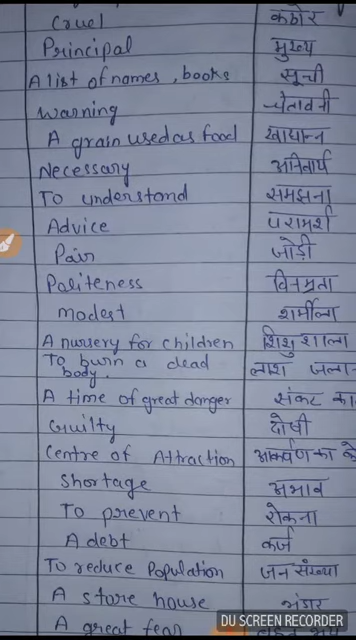 Cruel कठोर
Principal मुख्य
A list of names, books सूची
Warning चेतावनी
A grain used as food खाद्यान्न
Necessary अनिवार्य
To understand समझना
Advice परामर्श
Pair जोड़ी
Politeness विनम्रता
Modest शर्मीला
A nursery for children शिशु शाला
To burn a dead body. लाश जला
A time of great danger संकट का
Guilty दोषी
Centre of Attraction आकर्षण का
Shortage अभाव
To prevent रोकना
A debt कर्ज
To reduce Population जनसंख्या
A store house भंडार
A great fear
DU SCREEN RECORDER